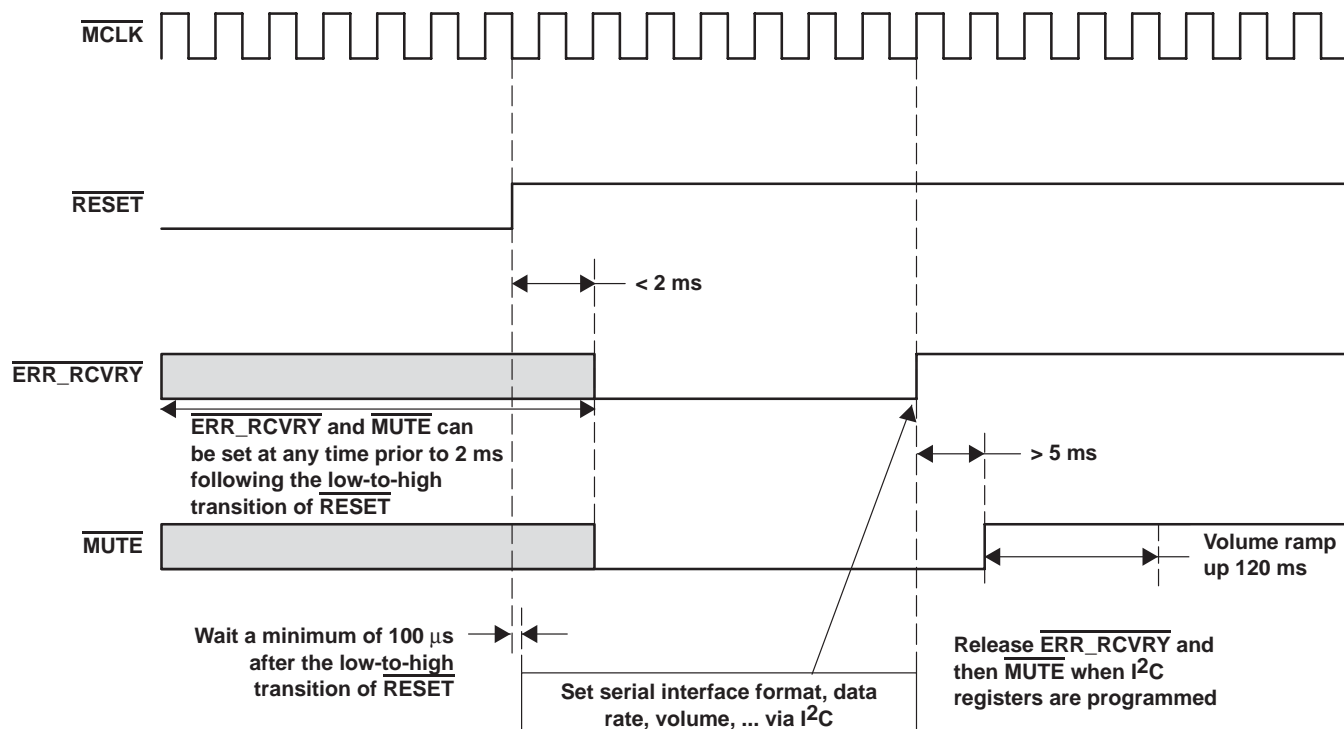 MCLK
RESET
< 2 ms
ERR_RCVRY
ERR_RCVRY and MUTE can
be set at any time prior to 2 ms
following the low-to-high
transition of RESET
> 5 ms
MUTE
Volume ramp
up 120 ms
Wait a minimum of 100 μs
after the low-to-high
transition of RESET
Set serial interface format, data
rate, volume, ... via I²C
Release ERR_RCVRY and
then MUTE when I²C
registers are programmed